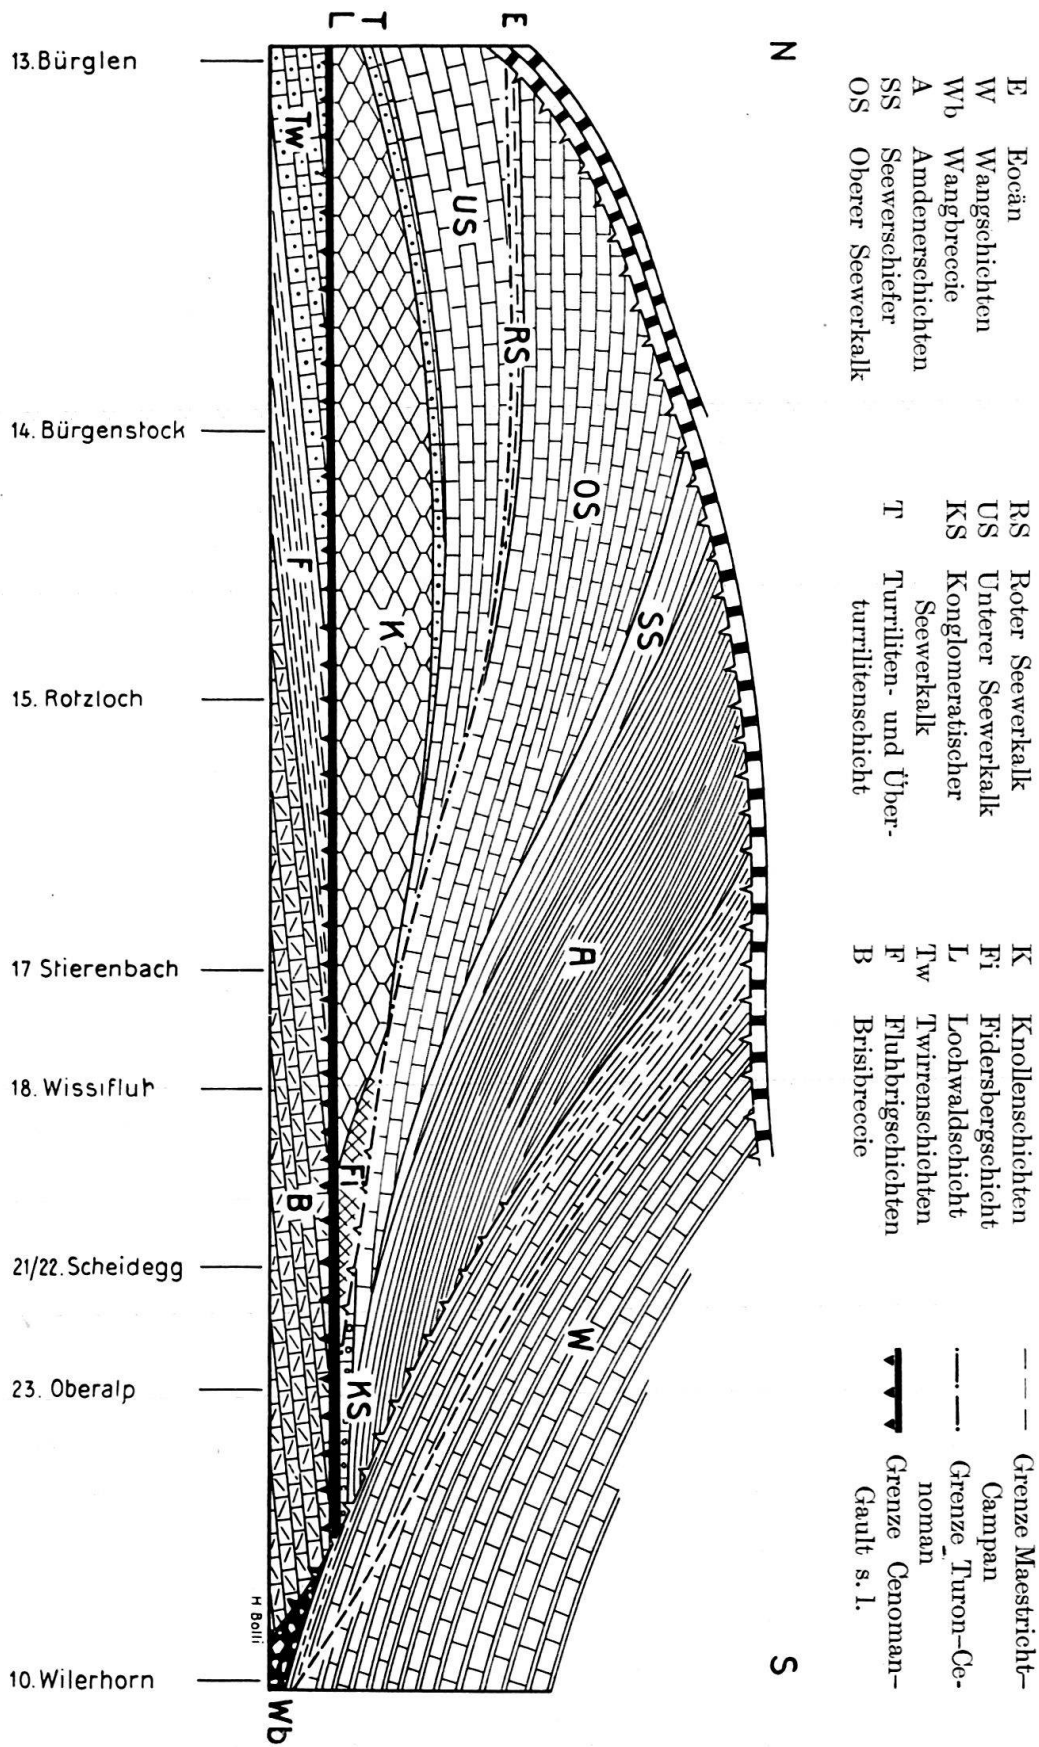 N
S
E
T
L
US
RS
OS
SS
A
W
K
Fi
KS
Tw
F
B
Wb
H Bolli
13. Bürglen
14. Bürgenstock
15. Rotzloch
17 Stierenbach
18. Wissifluh
21/22. Scheidegg
23. Oberalp
10. Wilerhorn
E Eocän
W Wangschichten
Wb Wangbreccie
A Amdenerschichten
SS Seewerschiefer
OS Oberer Seewerkalk
RS Roter Seewerkalk
US Unterer Seewerkalk
KS Konglomeratischer
Seewerkalk
T Turriliten- und Über-
turrilitenschicht
K Knollenschichten
Fi Fidersbergschicht
L Lochwaldschicht
Tw Twirrenschichten
F Fluhbrigschichten
B Brisibreccie
Grenze Maestricht–
Campan
Grenze Turon–Ce-
noman
Grenze Cenoman–
Gault s. l.